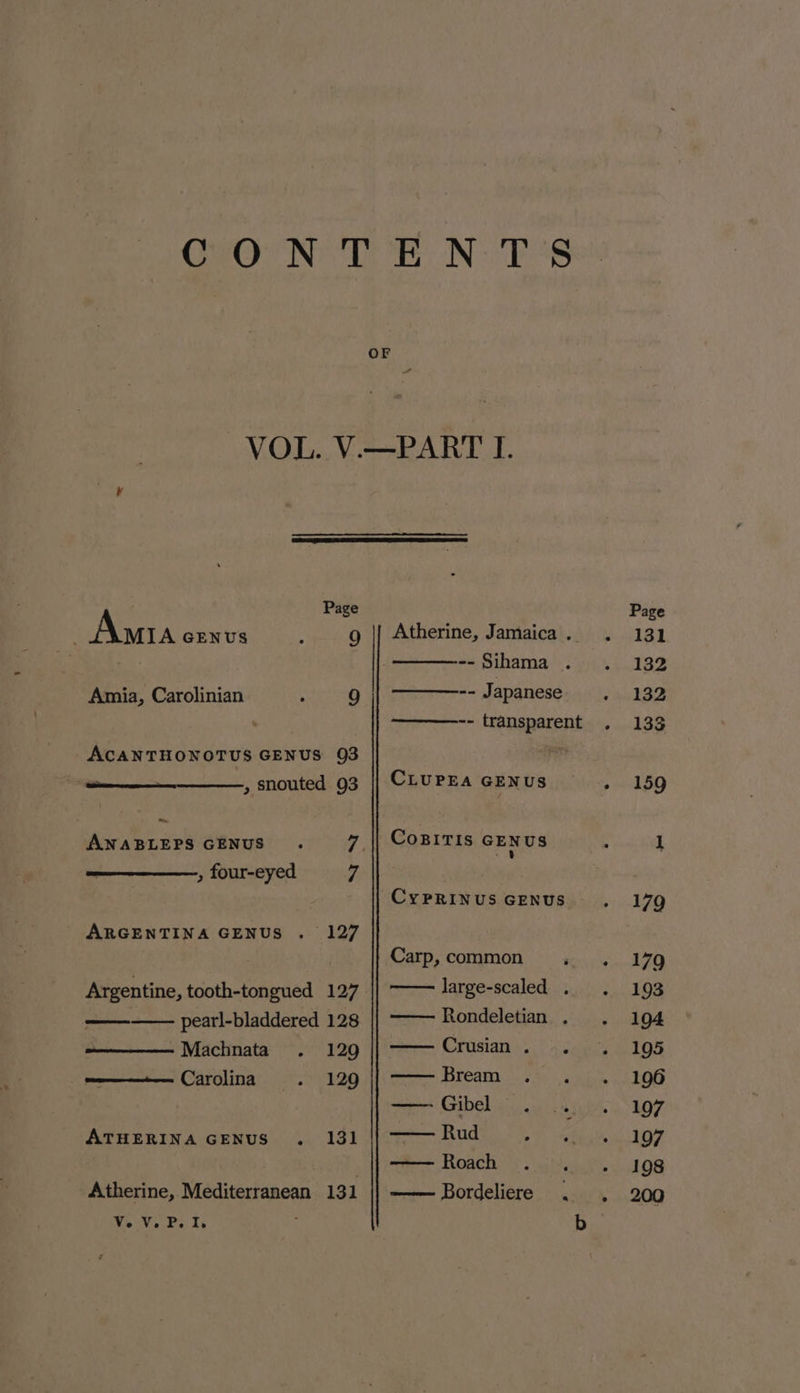 CONTENTS
OF
VOL. V.—PART I.
Page
AMIA GENUS . 9
Amia, Carolinian . 9
ACANTHONOTUS GENUS 93
———, snouted 93
ANABLEPS GENUS . 7
———, four-eyed 7
ARGENTINA GENUS . 127
Argentine, tooth-tongued 127
—— —— pearl-bladdered 128
——— Machnata . 129
——— Carolina . 129
ATHERINA GENUS . 131
Atherine, Mediterranean 131
V. V. P. I.
Page
Atherine, Jamaica . . 131
———-- Sihama . . 132
———-- Japanese . 132
———-- transparent . 133
CLUPEA GENUS . 159
COBITIS GENUS . 1
CYPRINUS GENUS . 179
Carp, common . . 179
—— large-scaled . . 193
—— Rondeletian . . 194
—— Crusian . . . 195
—— Bream . . . 196
—— Gibel . . . 197
—— Rud . . . 197
—— Roach . . . 198
—— Bordeliere . . 200
b